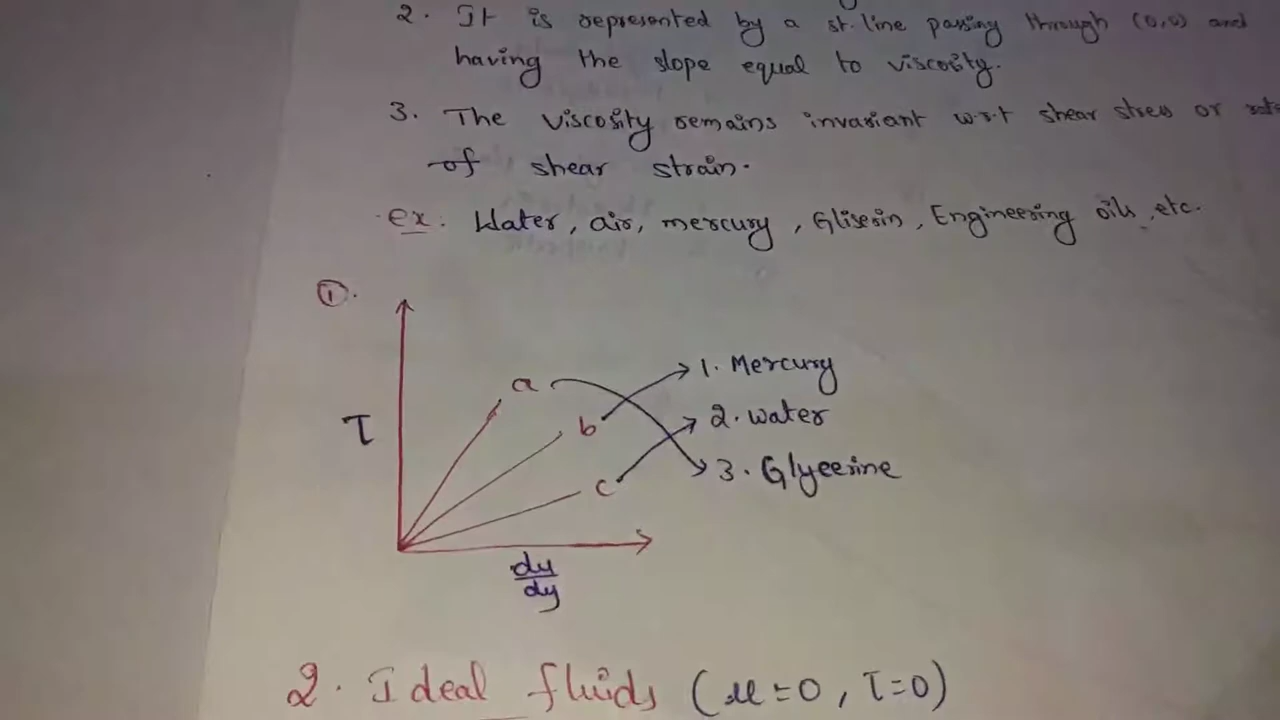 2. It is represented by a st. line passing through (0,0) and
having the slope equal to viscosity.
3. The viscosity remains invariant w.r.t shear stress or
of shear strain.
ex: Water, air, mercury, Gliserin, Engineering oils, etc.
①.
a
1. Mercury
τ
b
2. water
c
3. Glycerine
du
dy
2. Ideal fluids (μ=0, τ=0)